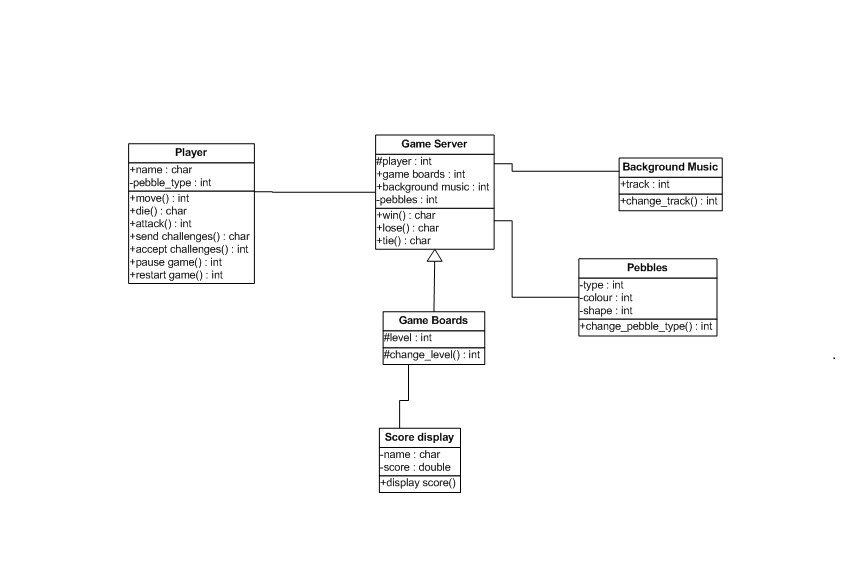 Player
+name : char
-pebble_type : int
+move() : int
+die() : char
+attack() : int
+send challenges() : char
+accept challenges() : int
+pause game() : int
+restart game() : int
Game Server
#player : int
+game boards : int
+background music : int
-pebbles : int
+win() : char
+lose() : char
+tie() : char
Background Music
+track : int
+change_track() : int
Pebbles
-type : int
-colour : int
-shape : int
+change_pebble_type() : int
Game Boards
#level : int
#change_level() : int
Score display
-name : char
-score : double
+display score()
.